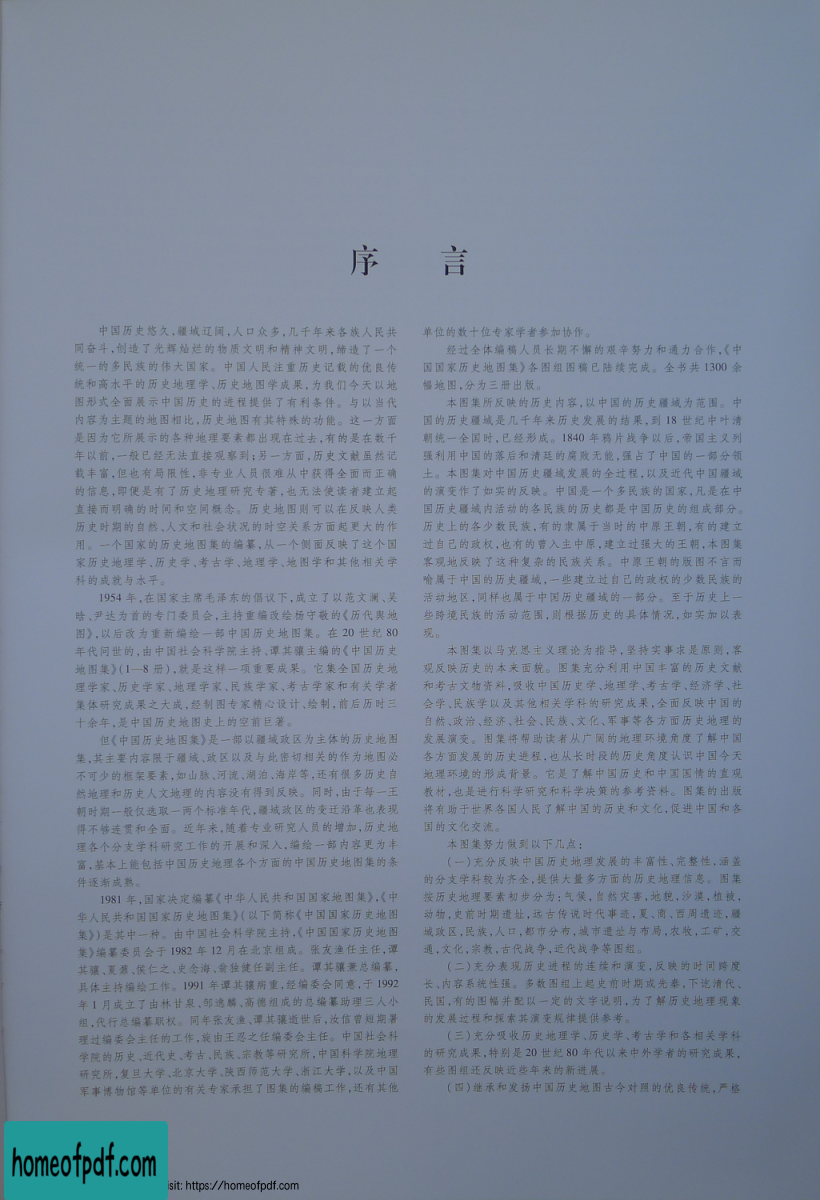 序 言
中国历史悠久,疆域辽阔,人口众多,几千年来各族人民共
同奋斗,创造了光辉灿烂的物质文明和精神文明,缔造了一个
统一的多民族的伟大国家。中国人民注重历史记载的优良传
统和高水平的历史地理学、历史地图学成果,为我们今天以地
图形式全面展示中国历史的进程提供了有利条件。与以当代
内容为主题的地图相比,历史地图有其特殊的功能。这一方面
是因为它所展示的各种地理要素都出现在过去,有的是在数千
年以前,一般已经无法直接观察到;另一方面,历史文献虽然记
载丰富,但也有局限性,非专业人员很难从中获得全面而正确
的信息,即便是有了历史地理研究专著,也无法使读者建立起
直接而明确的时间和空间概念。历史地图则可以在反映人类
历史时期的自然、人文和社会状况的时空关系方面起更大的作
用。一个国家的历史地图集的编纂,从一个侧面反映了这个国
家历史地理学、历史学、考古学、地理学、地图学和其他相关学
科的成就与水平。
1954 年,在国家主席毛泽东的倡议下,成立了以范文澜、吴
晗、尹达为首的专门委员会,主持重编改绘杨守敬的《历代舆地
图》,以后改为重新编绘一部中国历史地图集。在 20 世纪 80
年代问世的,由中国社会科学院主持、谭其骧主编的《中国历史
地图集》(1—8 册),就是这样一项重要成果。它集全国历史地
理学家、历史学家、地理学家、民族学家、考古学家和有关学者
集体研究成果之大成,经制图专家精心设计、绘制,前后历时三
十余年,是中国历史地图史上的空前巨著。
但《中国历史地图集》是一部以疆域政区为主体的历史地图
集,其主要内容限于疆域、政区以及与此密切相关的作为地图必
不可少的框架要素,如山脉、河流、湖泊、海岸等,还有很多历史自
然地理和历史人文地理的内容没有得到反映。同时,由于每一王
朝时期一般仅选取一两个标准年代,疆域政区的变迁沿革也表现
得不够连贯和全面。近年来,随着专业研究人员的增加,历史地
理各个分支学科研究工作的开展和深入,编绘一部内容更为丰
富,基本上能包括中国历史地理各个方面的中国历史地图集的条
件逐渐成熟。
1981 年,国家决定编纂《中华人民共和国国家地图集》,《中
华人民共和国国家历史地图集》(以下简称《中国国家历史地图
集》)是其中一种。由中国社会科学院主持,《中国国家历史地图
集》编纂委员会于 1982 年 12 月在北京组成。张友渔任主任,谭
其骧、夏鼐、侯仁之、史念海、翁独健任副主任。谭其骧兼总编纂,
具体主持编绘工作。1991 年谭其骧病重,经编委会同意,于 1992
年 1 月成立了由林甘泉、邹逸麟、高德组成的总编纂助理三人小
组,代行总编纂职权。同年张友渔、谭其骧逝世后,汝信曾短期署
理过编委会主任的工作,旋由王忍之任编委会主任。中国社会科
学院的历史、近代史、考古、民族、宗教等研究所,中国科学院地理
研究所,复旦大学、北京大学、陕西师范大学、浙江大学,以及中国
军事博物馆等单位的有关专家承担了图集的编稿工作,还有其他
单位的数十位专家学者参加协作。
经过全体编稿人员长期不懈的艰辛努力和通力合作,《中
国国家历史地图集》各图组图稿已陆续完成。全书共 1300 余
幅地图,分为三册出版。
本图集所反映的历史内容,以中国的历史疆域为范围。中
国的历史疆域是几千年来历史发展的结果,到 18 世纪中叶清
朝统一全国时,已经形成。1840 年鸦片战争以后,帝国主义列
强利用中国的落后和清廷的腐败无能,强占了中国的一部分领
土。本图集对中国历史疆域发展的全过程,以及近代中国疆域
的演变作了如实的反映。中国是一个多民族的国家,凡是在中
国历史疆域内活动的各民族的历史都是中国历史的组成部分。
历史上的各少数民族,有的隶属于当时的中原王朝,有的建立
过自己的政权,也有的曾入主中原,建立过强大的王朝,本图集
客观地反映了这种复杂的民族关系。中原王朝的版图不言而
喻属于中国的历史疆域,一些建立过自己的政权的少数民族的
活动地区,同样也属于中国历史疆域的一部分。至于历史上一
些跨境民族的活动范围,则根据历史的具体情况,如实加以表
现。
本图集以马克思主义理论为指导,坚持实事求是原则,客
观反映历史的本来面貌。图集充分利用中国丰富的历史文献
和考古文物资料,吸收中国历史学、地理学、考古学、经济学、社
会学、民族学以及其他相关学科的研究成果,全面反映中国的
自然、政治、经济、社会、民族、文化、军事等各方面历史地理的
发展演变。图集将帮助读者从广阔的地理环境角度了解中国
各方面发展的历史进程,也从长时段的历史角度认识中国今天
地理环境的形成背景。它是了解中国历史和中国国情的直观
教材,也是进行科学研究和科学决策的参考资料。图集的出版
将有助于世界各国人民了解中国的历史和文化,促进中国和各
国的文化交流。
本图集努力做到以下几点:
(一)充分反映中国历史地理发展的丰富性、完整性,涵盖
的分支学科较为齐全,提供大量多方面的历史地理信息。图集
按历史地理要素初步分为:气候,自然灾害,地貌,沙漠,植被,
动物,史前时期遗址,远古传说时代事迹,夏、商、西周遗迹,疆
域政区,民族,人口,都市分布,城市遗址与布局,农牧,工矿,交
通,文化,宗教,古代战争,近代战争等图组。
(二)充分表现历史进程的连续和演变,反映的时间跨度
长、内容系统性强。多数图组上起史前时期或先秦,下讫清代、
民国,有的图幅并配以一定的文字说明,为了解历史地理现象
的发展过程和探索其演变规律提供参考。
(三)充分吸收历史地理学、历史学、考古学和各相关学科
的研究成果,特别是 20 世纪 80 年代以来中外学者的研究成果,
有些图组还反映近些年来的新进展。
(四)继承和发扬中国历史地图古今对照的优良传统,严格
homeofpdf.com
isit: https://homeofpdf.com